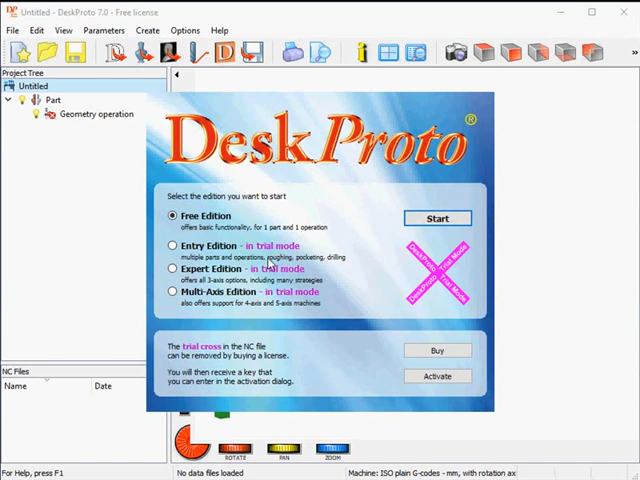 Untitled - DeskProto 7.0 - Free license
File Edit View Parameters Create Options Help
Project Tree
Untitled
Part
Geometry operation
DeskProto®
Select the edition you want to start
Free Edition
offers basic functionality, for 1 part and 1 operation
Start
Entry Edition - in trial mode
multiple parts and operations, roughing, pocketing, drilling
Expert Edition - in trial mode
offers all 3-axis options, including many strategies
Multi-Axis Edition - in trial mode
also offers support for 4-axis and 5-axis machines
DeskProto Trial Mode
DeskProto Trial Mode
The trial cross in the NC file
can be removed by buying a license.
Buy
You will then receive a key that
you can enter in the activation dialog.
Activate
NC Files
Name Date
ROTATE PAN ZOOM
For Help, press F1 No data files loaded Machine: ISO plain G-codes - mm, with rotation ax